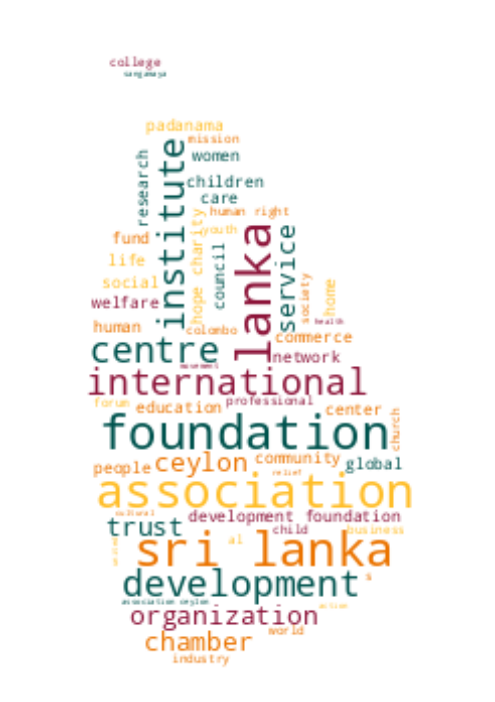 college
sangamaya
padanama
mission
institute
research
women
children
care
human right
youth
fund
hope
charity
council
lanka
service
life
social
society
home
welfare
health
human
colombo
commerce
centre
network
movement
international
forum
education
professional
center
church
foundation
people
ceylon
community
global
relief
association
cultural
trust
development foundation
child
business
al
sri lanka
s
development
association ceylon
action
organization
world
chamber
industry